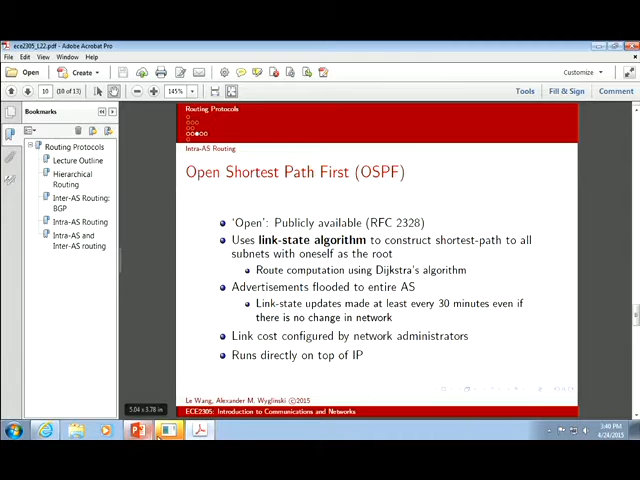 ece2305_L22.pdf - Adobe Acrobat Pro
File Edit View Window Help
Open
Create
Customize
10 (10 of 13)
145%
Tools
Fill & Sign
Comment
Bookmarks
Routing Protocols
Lecture Outline
Hierarchical
Routing
Inter-AS Routing:
BGP
Intra-AS Routing
Intra-AS and
Inter-AS routing
Routing Protocols
Intra-AS Routing
Open Shortest Path First (OSPF)
'Open': Publicly available (RFC 2328)
Uses link-state algorithm to construct shortest-path to all
subnets with oneself as the root
Route computation using Dijkstra's algorithm
Advertisements flooded to entire AS
Link-state updates made at least every 30 minutes even if
there is no change in network
Link cost configured by network administrators
Runs directly on top of IP
Le Wang, Alexander M. Wyglinski ©2015
ECE2305: Introduction to Communications and Networks
5.04 x 3.78 in
3:40 PM
4/24/2015